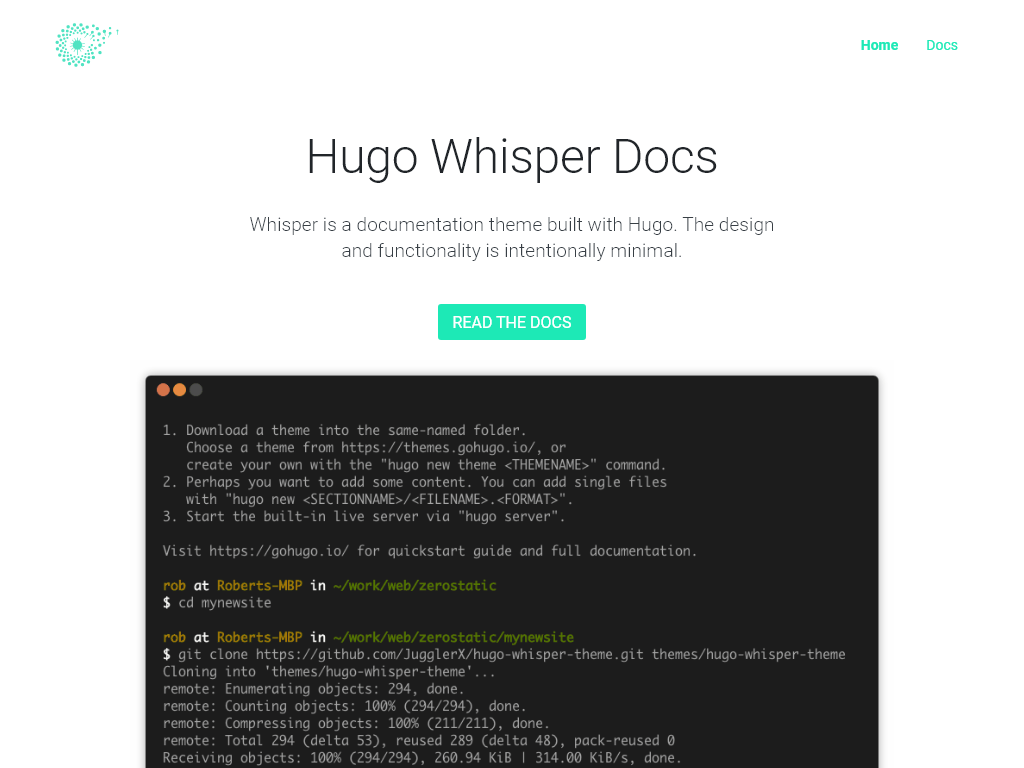 Home
Docs
Hugo Whisper Docs
Whisper is a documentation theme built with Hugo. The design
and functionality is intentionally minimal.
READ THE DOCS
1. Download a theme into the same-named folder.
Choose a theme from https://themes.gohugo.io/, or
create your own with the "hugo new theme <THEMENAME>" command.
2. Perhaps you want to add some content. You can add single files
with "hugo new <SECTIONNAME>/<FILENAME>.<FORMAT>".
3. Start the built-in live server via "hugo server".
Visit https://gohugo.io/ for quickstart guide and full documentation.
rob at Roberts-MBP in ~/work/web/zerostatic
$ cd mynewsite
rob at Roberts-MBP in ~/work/web/zerostatic/mynewsite
$ git clone https://github.com/JugglerX/hugo-whisper-theme.git themes/hugo-whisper-theme
Cloning into 'themes/hugo-whisper-theme'...
remote: Enumerating objects: 294, done.
remote: Counting objects: 100% (294/294), done.
remote: Compressing objects: 100% (211/211), done.
remote: Total 294 (delta 53), reused 289 (delta 48), pack-reused 0
Receiving objects: 100% (294/294), 260.94 KiB | 314.00 KiB/s, done.